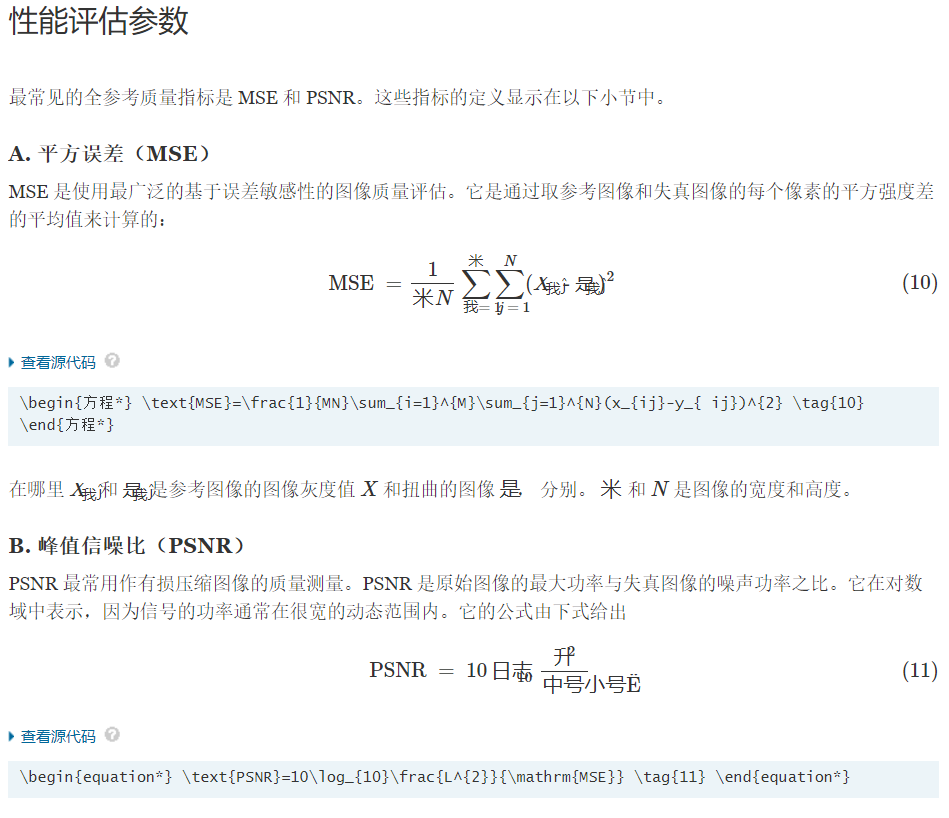 性能评估参数
最常见的全参考质量指标是 MSE 和 PSNR。这些指标的定义显示在以下小节中。
A. 平方误差（MSE）
MSE 是使用最广泛的基于误差敏感性的图像质量评估。它是通过取参考图像和失真图像的每个像素的平方强度差
的平均值来计算的：
MSE = \frac{1}{米N} \sum_{我=1}^{米} \sum_{j=1}^{N} (X_{我j} - 是_{我j})^2 (10)
查看源代码 ?
\begin{方程*} \text{MSE}=\frac{1}{MN}\sum_{i=1}^{M}\sum_{j=1}^{N}(x_{ij}-y_{ ij})^{2} \tag{10}
\end{方程*}
在哪里 X我j和 是我j是参考图像的图像灰度值 X 和扭曲的图像 是， 分别。 米 和 N 是图像的宽度和高度。
B. 峰值信噪比（PSNR）
PSNR 最常用作有损压缩图像的质量测量。PSNR 是原始图像的最大功率与失真图像的噪声功率之比。它在对数
域中表示，因为信号的功率通常在很宽的动态范围内。它的公式由下式给出
PSNR = 10 日志_{10} \frac{升^2}{中号小号Ë} (11)
查看源代码 ?
\begin{equation*} \text{PSNR}=10\log_{10}\frac{L^{2}}{\mathrm{MSE}} \tag{11} \end{equation*}